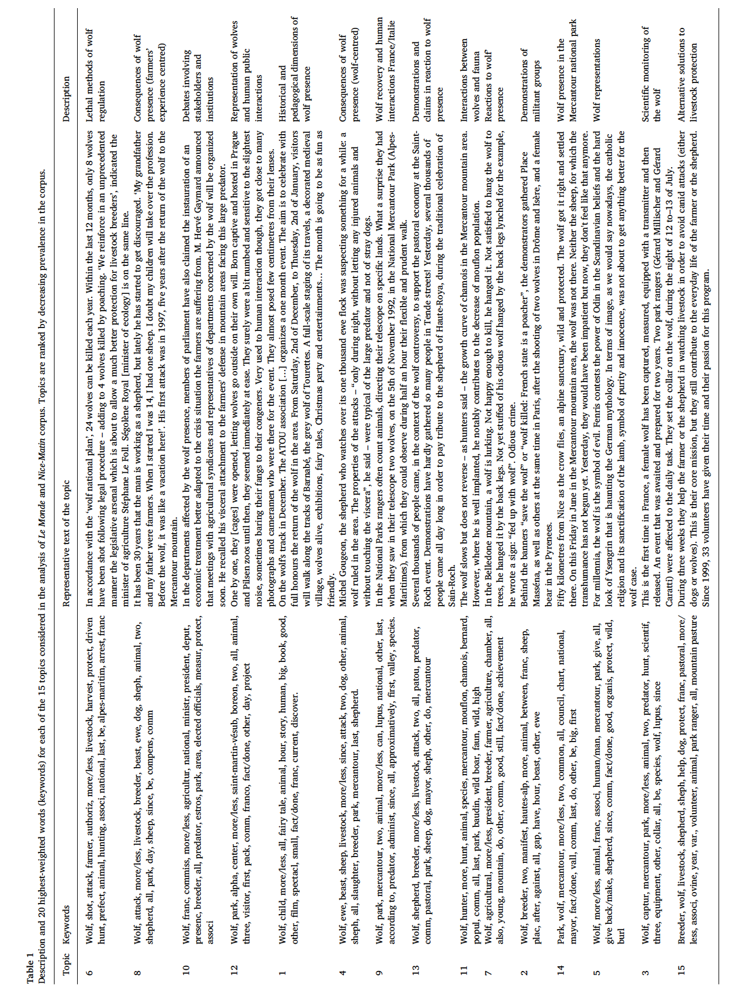 Table 1
Description and 20 highest-weighted words (keywords) for each of the 15 topics considered in the analysis of Le Monde and Nice-Matin corpus. Topics are ranked by decreasing prevalence in the corpus.
Topic Keywords Representative text of the topic Description
6 Wolf, shot, attack, farmer, authoriz, more/less, livestock, harvest, protect, driven In accordance with the ‘wolf national plan’, 24 wolves can be killed each year. Within the last 12 months, only 8 wolves Lethal methods of wolf
hunt, prefect, animal, hunting, associ, national, last, be, alpes-maritim, arrest, franc have been shot following legal procedure – adding to 4 wolves killed by poaching. ‘We reinforce in an unprecedented regulation
manner the legislative arsenal which is about to allow a much better protection for livestock breeders’, indicated the
minister of agriculture Stéphane Le Foll. Ségolène Royal [minister of ecology] is on the same line.
8 Wolf, attack, more/less, livestock, breeder, beast, ewe, dog, sheph, animal, two, It has been 30 years that the man is working as a shepherd, but lately he has started to get discouraged. ‘My grandfather Consequences of wolf
shepherd, all, park, day, sheep, since, be, compens, comm and my father were farmers. When I started I was 14, I had one sheep. I doubt my children will take over the profession. presence (farmers’
Before the wolf, it was like a vacation here!’. His first attack was in 1997, five years after the return of the wolf to the experience centred)
Mercantour mountain.
10 Wolf, franc, commiss, more/less, agricultur, national, ministr, president, deput, In the departments affected by the wolf presence, members of parliament have also claimed the instauration of an Debates involving
presenc, breeder, all, predator, estros, park, area, elected officials, measur, protect, economic treatment better adapted to the crisis situation the farmers are suffering from. M. Hervé Gaymard announced stakeholders and
associ that meetings with agricultural syndicates and representatives of departments concerned by the wolf will be organized institutions
soon. He recalled his visceral attachment to the farmers' defense in mountain areas facing this large predator.
12 Wolf, park, alpha, center, more/less, saint-martin-vésub, boreon, two, all, animal, One by one, they [cages] were opened, letting wolves go outside on their own will. Born captive and hosted in Prague Representation of wolves
three, visitor, first, pack, comm, franco, fact/done, other, day, project and Pilsen zoos until then, they seemed immediately at ease. They surely were a bit numbed and sensitive to the slightest and human public
noise, sometimes baring their fangs to their congeners. Very used to human interaction though, they got close to many interactions
photographs and cameramen who were there for the event. They almost posed few centimetres from their lenses.
1 Wolf, child, more/less, all, fairy tale, animal, hour, story, human, big, book, good, On the wolf's track in December. The ATOU association […] organizes a one month event. The aim is to celebrate with Historical and
other, film, spectacl, small, fact/done, franc, current, discover. full honours the return of the wolf in the area. From Saturday, 2nd of December, to Thuesday, 2nd of January, visitors pedagogical dimensions of
will walk along the tracks of Barnabé, the grey wolf of Tourettes. A full-scale staging of its travels, a decorated medieval wolf presence
village, wolves alive, exhibitions, fairy tales, Christmas party and entertainments… The month is going to be as fun as
friendly.
4 Wolf, ewe, beast, sheep, livestock, more/less, since, attack, two, dog, other, animal, Michel Gougeon, the shepherd who watches over its one thousand ewe flock was suspecting something for a while: a Consequences of wolf
sheph, all, slaughter, breeder, park, mercantour, last, shepherd. wolf ruled in the area. The properties of the attacks – “only during night, without letting any injured animals and presence (wolf-centred)
without touching the viscera”, he said – were typical of the large predator and not of stray dogs.
9 Wolf, park, mercantour, two, animal, more/less, can, lupus, national, other, last, In the National Parks rangers often count animals, directing their telescope on specific lands. What a surprise they had Wolf recovery and human
according to, predator, administ, since, all, approximatively, first, valley, species. when they saw in their telescope two wolves, on the 5th of November 1992, in the National Mercantour Park (Alpes- interactions France/Italie
Maritimes), from which they could observe during half an hour their flexible and prudent walk.
13 Wolf, shepherd, breeder, more/less, livestock, attack, two, all, patou, predator, Several thousands of people came, in the context of the wolf controversy, to support the pastoral economy at the Saint- Demonstrations and
comm, pastoral, park, sheep, dog, mayor, sheph, other, do, mercantour Roch event. Demonstrations have hardly gathered so many people in Tende streets! Yesterday, several thousands of claims in reaction to wolf
people came all day long in order to pay tribute to the shepherd of Haute-Roya, during the traditional celebration of presence
Sain-Roch.
11 Wolf, hunter, more, hunt, animal, species, mercantour, mouflon, chamois, bernard, The wolf slows but does not reverse – as hunters said – the growth curve of chamois in the Mercantour mountain area. Interactions between
popul, comm, all, last, park, baudin, wild boar, faun, wild, high However, where he is well implanted, he notably contributes to the decrease of mouflon population. wolves and fauna
7 Wolf, agricultural, more/less, president, breeder, farmer, agriculture, chamber, all, In the Belledone mountain, a wolf is lurking. Not happy enough to kill, he hanged it. Not satisfied to hang the wolf to Reactions to wolf
also, young, mountain, do, other, comm, good, still, fact/done, achievement trees, he hanged it by the back legs. Not yet stuffed of his odious wolf hanged by the back legs lynched for the example, presence
he wrote a sign: “fed up with wolf”. Odious crime.
2 Wolf, breeder, two, manifest, hautes-alp, more, animal, between, franc, sheep, Behind the banners “save the wolf” or “wolf killed: French state is a poacher”, the demonstrators gathered Place Demonstrations of
plac, after, against, all, gap, have, hour, beast, other, ewe Masséna, as well as others at the same time in Paris, after the shooting of two wolves in Drôme and Isère, and a female militant groups
bear in the Pyrenees.
14 Park, wolf, mercantour, more/less, two, common, all, council, chart, national, Fifty kilometres from Nice as the crow flies, an alpine sanctuary, wild and protected. The wolf got it right and settled Wolf presence in the
mayor, fact/done, vall, comm, last, do, other, be, big, first there. On this Friday in June in the Mercantour mountain area, the wolf was not there. Neither the sheep, for which the Mercantour national park
transhumance has not begun yet. Yesterday, they would have been impatient but now, they don't feel like that anymore.
5 Wolf, more/less, animal, franc, associ, human/man, mercantour, park, give, all, For millennia, the wolf is the symbol of evil. Fenris contests the power of Odin in the Scandinavian beliefs and the hard Wolf representations
give back/make, shepherd, since, comm, fact/done, good, organis, protect, wild, look of Ysengrin that is haunting the German mythology. In terms of image, as we would say nowadays, the catholic
burl religion and its sanctification of the lamb, symbol of purity and innocence, was not about to get anything better for the
wolf case.
3 Wolf, captur, mercantour, park, more/less, animal, two, predator, hunt, scientif, This is the first time in France, a female wolf has been captured, measured, equipped with a transmitter and then Scientific monitoring of
three, equipment, other, collar, all, be, species, wolf, lupus, since released. An event that was awaited and prepared for two years. Two park rangers (Gérard Millischer and Gérard the wolf
Caratti) were affected to the daily task. They set the collar on the wolf, during the night of 12 to–13 of July.
15 Breeder, wolf, livestock, shepherd, sheph, help, dog, protect, franc, pastoral, more/ During three weeks they help the farmer or the shepherd in watching livestock in order to avoid canid attacks (either Alternative solutions to
less, associ, ovine, year, var., volunteer, animal, park ranger, all, mountain pasture dogs or wolves). This is their core mission, but they still contribute to the everyday life of the farmer or the shepherd. livestock protection
Since 1999, 33 volunteers have given their time and their passion for this program.